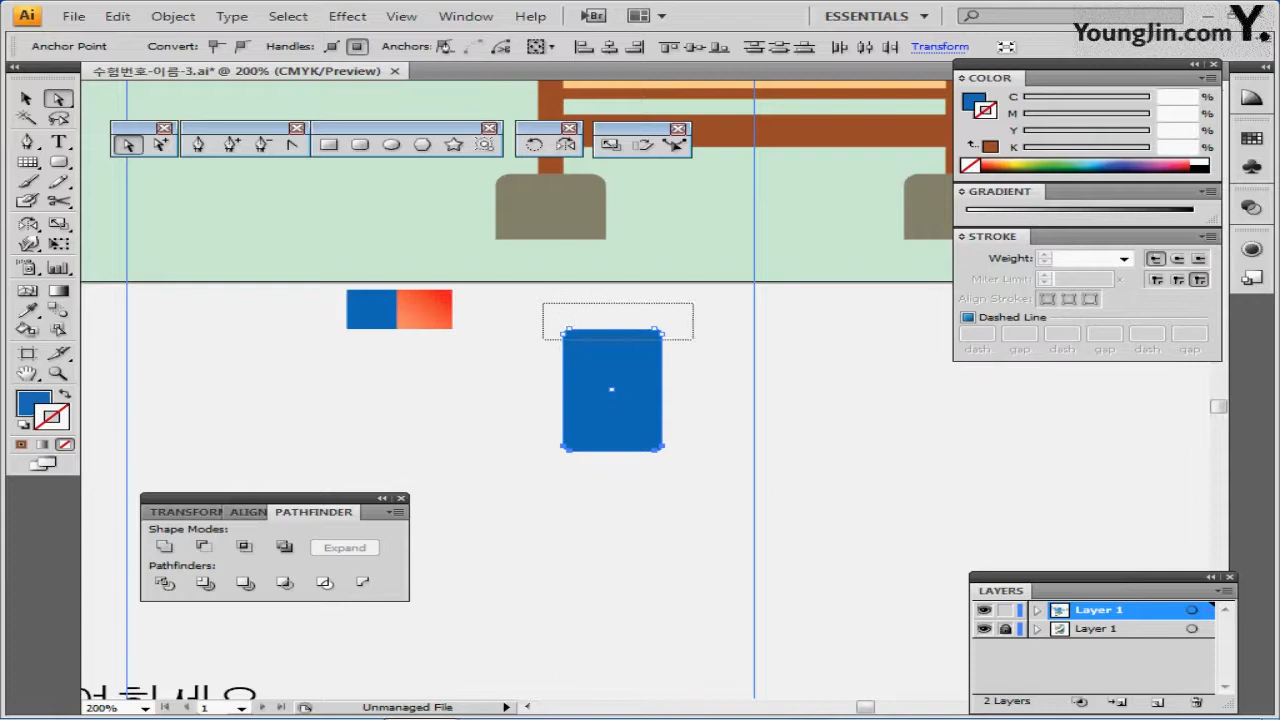 Ai File Edit Object Type Select Effect View Window Help Br ESSENTIALS
YoungJin.com Y.
Anchor Point Convert: Handles: Anchors: Transform
수험번호-이름-3.ai* @ 200% (CMYK/Preview)
COLOR
C %
M %
Y %
K %
GRADIENT
STROKE
Weight:
Miter Limit: x
Align Stroke:
Dashed Line
dash gap dash gap dash gap
TRANSFORM ALIGN PATHFINDER
Shape Modes:
Expand
Pathfinders:
LAYERS
Layer 1
Layer 1
2 Layers
200% 1 Unmanaged File